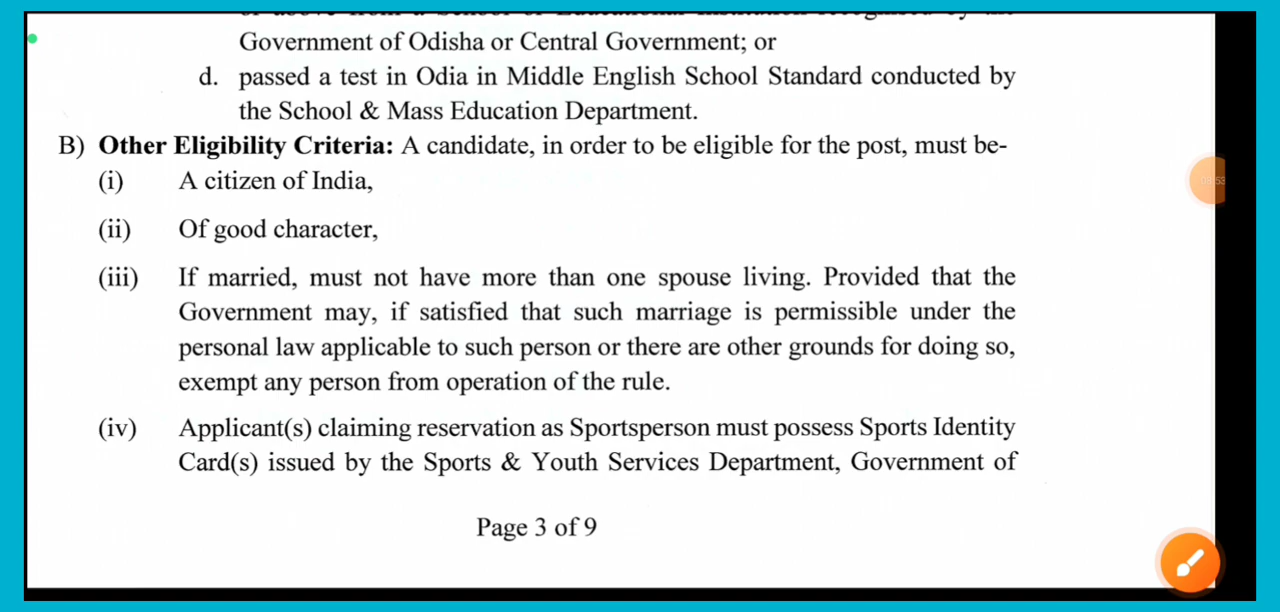 Government of Odisha or Central Government; or
d. passed a test in Odia in Middle English School Standard conducted by
the School & Mass Education Department.
B) Other Eligibility Criteria: A candidate, in order to be eligible for the post, must be-
(i) A citizen of India,
(ii) Of good character,
(iii) If married, must not have more than one spouse living. Provided that the
Government may, if satisfied that such marriage is permissible under the
personal law applicable to such person or there are other grounds for doing so,
exempt any person from operation of the rule.
(iv) Applicant(s) claiming reservation as Sportsperson must possess Sports Identity
Card(s) issued by the Sports & Youth Services Department, Government of
Page 3 of 9